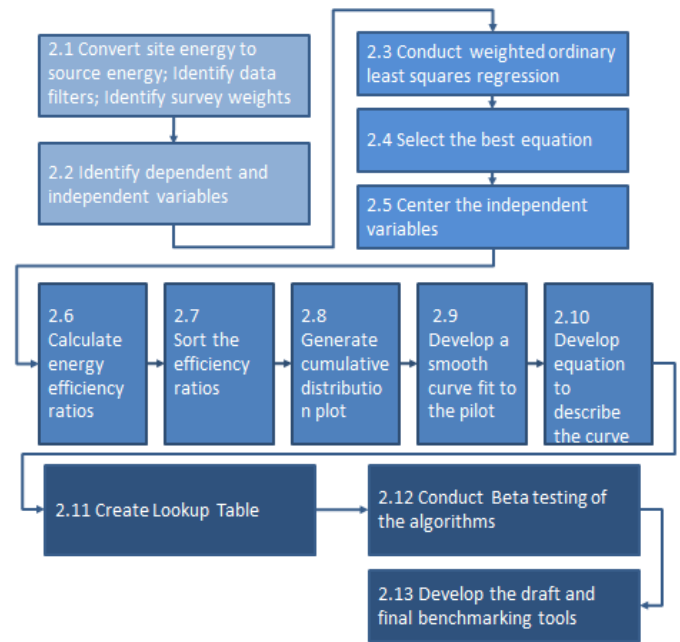 2.1 Convert site energy to
source energy; Identify data
filters; Identify survey weights
2.2 Identify dependent and
independent variables
2.3 Conduct weighted ordinary
least squares regression
2.4 Select the best equation
2.5 Center the independent
variables
2.6
Calculate
energy
efficiency
ratios
2.7
Sort the
efficiency
ratios
2.8
Generate
cumulative
distributio
n plot
2.9
Develop a
smooth
curve fit to
the pilot
2.10
Develop
equation
to
describe
the curve
2.11 Create Lookup Table
2.12 Conduct Beta testing of
the algorithms
2.13 Develop the draft and
final benchmarking tools